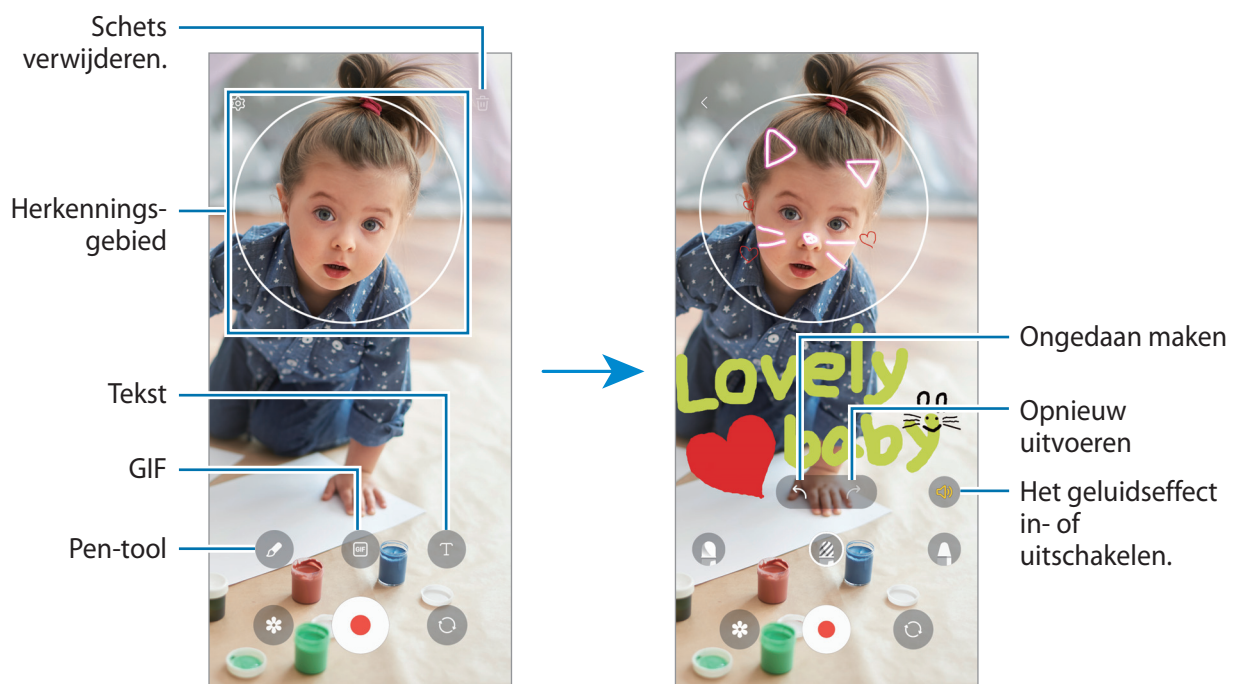 Schets
verwijderen.
Herkennings-
gebied
Tekst
GIF
Pen-tool
GIF
T
Lovely
baby
Ongedaan maken
Opnieuw
uitvoeren
Het geluidseffect
in- of
uitschakelen.